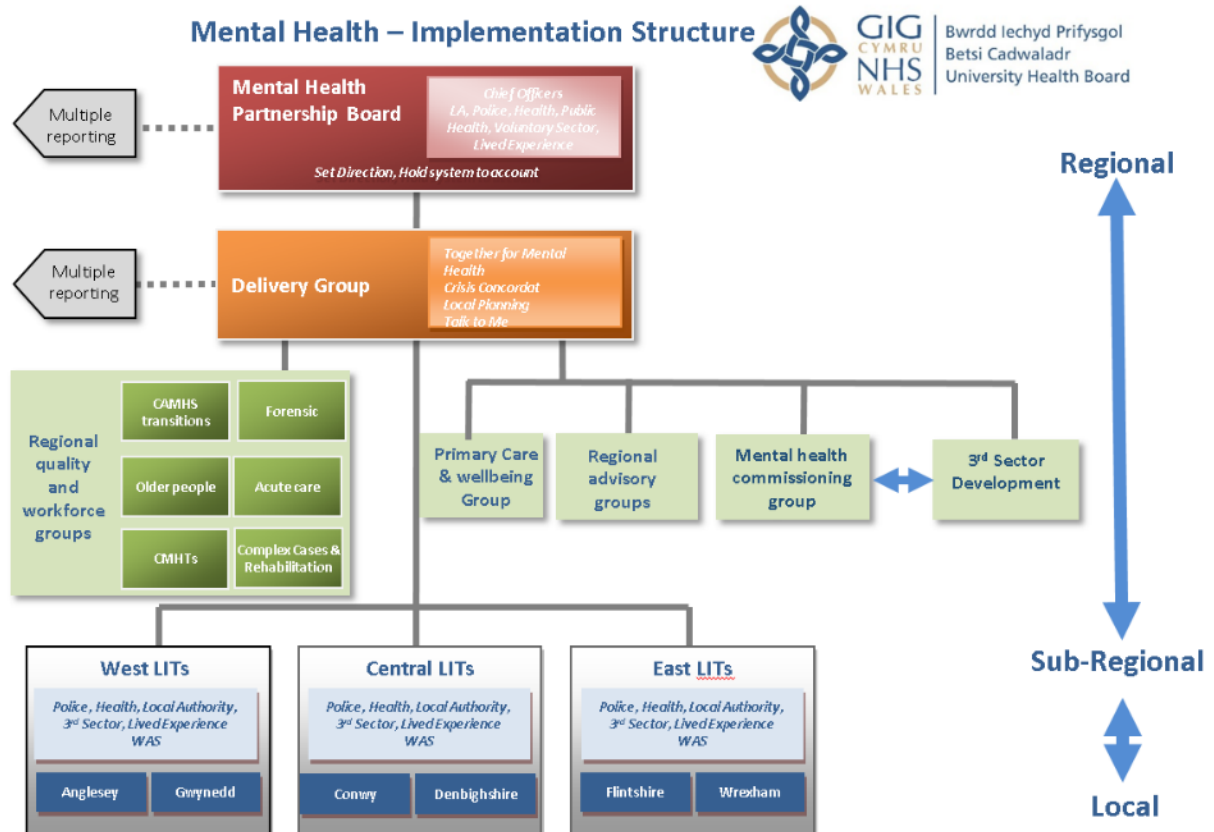 Mental Health – Implementation Structure
GIG
CYMRU
NHS
WALES
Bwrdd Iechyd Prifysgol
Betsi Cadwaladr
University Health Board
Multiple
reporting
Mental Health
Partnership Board
Chief Officers
LA, Police, Health, Public
Health, Voluntary Sector,
Lived Experience
Set Direction, Hold system to account
Regional
Multiple
reporting
Delivery Group
Together for Mental
Health
Crisis Concordat
Local Planning
Talk to Me
Regional
quality
and
workforce
groups
CAMHS
transitions
Forensic
Older people
Acute care
CMHTs
Complex Cases &
Rehabilitation
Primary Care
& wellbeing
Group
Regional
advisory
groups
Mental health
commissioning
group
3rd Sector
Development
West LITs
Police, Health, Local Authority,
3rd Sector, Lived Experience
WAS
Anglesey
Gwynedd
Central LITs
Police, Health, Local Authority,
3rd Sector, Lived Experience
WAS
Conwy
Denbighshire
East LITs
Police, Health, Local Authority,
3rd Sector, Lived Experience
WAS
Flintshire
Wrexham
Sub-Regional
Local